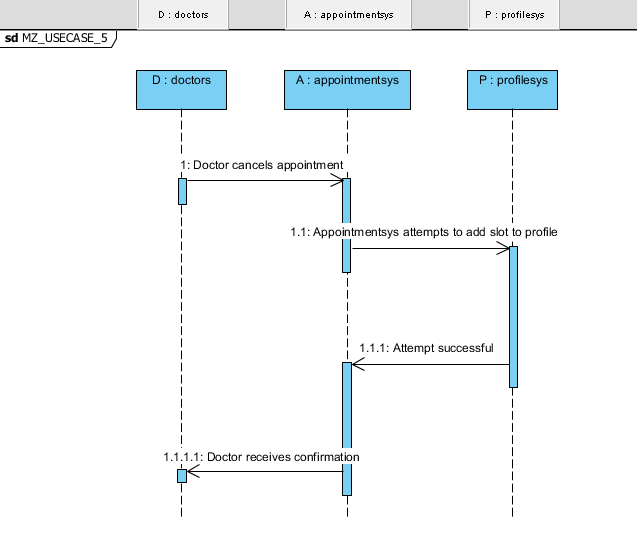 D : doctors
A : appointmentsys
P : profilesys
sd MZ_USECASE_5
D : doctors
A : appointmentsys
P : profilesys
1: Doctor cancels appointment
1.1: Appointmentsys attempts to add slot to profile
1.1.1: Attempt successful
1.1.1.1: Doctor receives confirmation